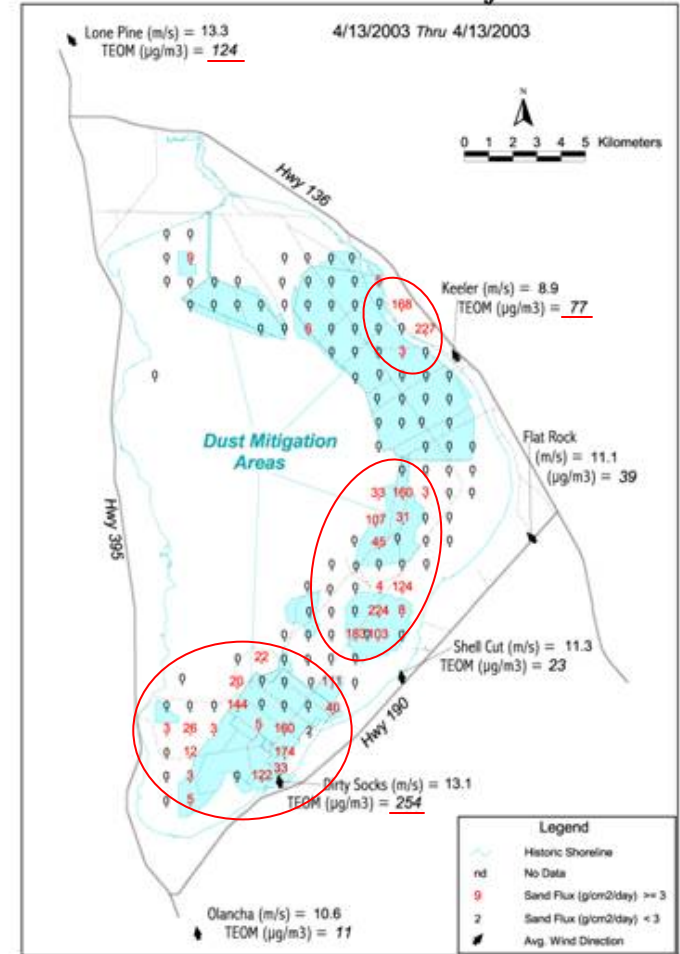 Lone Pine (m/s) = 13.3
TEOM (µg/m3) = 124
4/13/2003 Thru 4/13/2003
N
0 1 2 3 4 5 Kilometers
Hwy 136
9
6
168
Keeler (m/s) = 8.9
TEOM (µg/m3) = 77
6
227
3
Dust Mitigation
Areas
Flat Rock
(m/s) = 11.1
(µg/m3) = 39
Hwy 395
33 160 3
107 31
45
4 124
224 8
103
Shell Cut (m/s) = 11.3
TEOM (µg/m3) = 23
22
20 111
144 40
3 26 3 5 160 2
12 174
33
3 122
5
Hwy 190
Dirty Socks (m/s) = 13.1
TEOM (µg/m3) = 254
Olancha (m/s) = 10.6
TEOM (µg/m3) = 11
Legend
Historic Shoreline
nd No Data
9 Sand Flux (g/cm2/day) >= 3
2 Sand Flux (g/cm2/day) < 3
Avg. Wind Direction